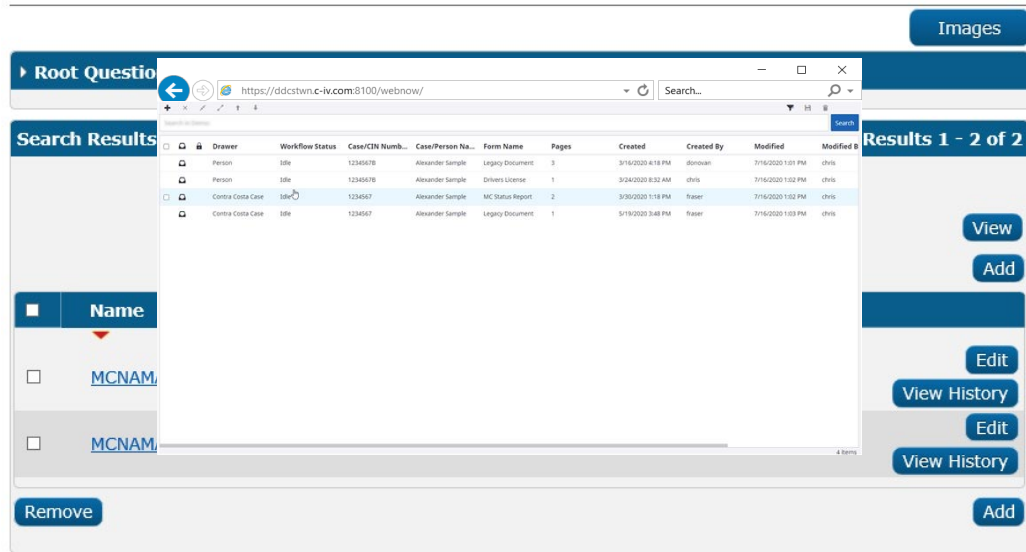 Images
Root Questio
https://ddcstwn.c-iv.com:8100/webnow/ Search...
Search
Search Results Results 1 - 2 of 2
Drawer Workflow Status Case/CIN Numb... Case/Person Na... Form Name Pages Created Created By Modified Modified B
Person Idle 1234567B Alexander Sample Legacy Document 3 3/16/2020 4:18 PM donovan 7/16/2020 1:01 PM chris
Person Idle 1234567B Alexander Sample Drivers License 1 3/24/2020 8:32 AM chris 7/16/2020 1:02 PM chris
Contra Costa Case Idle 1234567 Alexander Sample MC Status Report 2 3/30/2020 1:18 PM fraser 7/16/2020 1:02 PM chris
Contra Costa Case Idle 1234567 Alexander Sample Legacy Document 1 5/19/2020 3:48 PM fraser 7/16/2020 1:03 PM chris
View
Add
Name
MCNAMA
Edit
View History
MCNAMA
Edit
4 items
View History
Remove Add